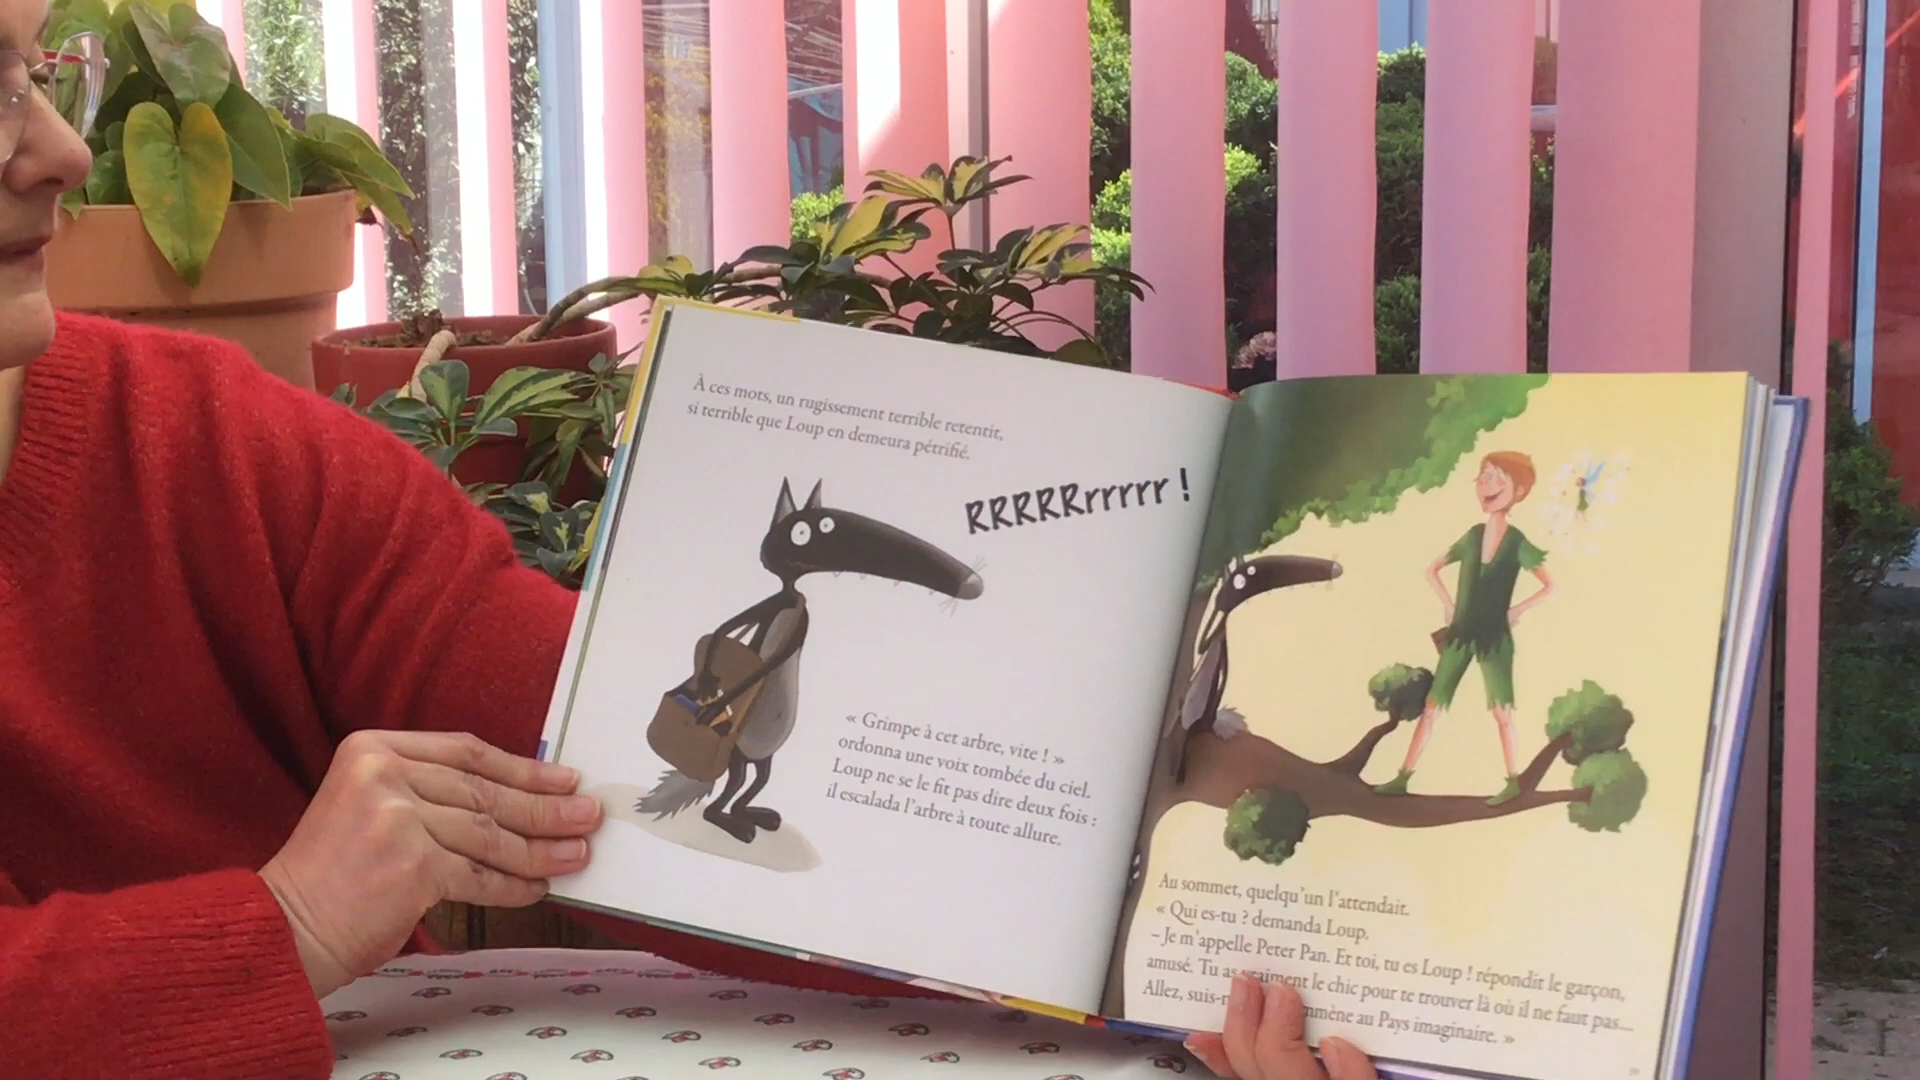 À ces mots, un rugissement terrible retentit,
si terrible que Loup en demeura pétrifié.
RRRRRrrrrr !
« Grimpe à cet arbre, vite ! »
ordonna une voix tombée du ciel.
Loup ne se le fit pas dire deux fois :
il escalada l'arbre à toute allure.
Au sommet, quelqu'un l'attendait.
« Qui es-tu ? demanda Loup.
– Je m'appelle Peter Pan. Et toi, tu es Loup ! répondit le garçon,
amusé. Tu as vraiment le chic pour te trouver là où il ne faut pas...
Allez, suis- au Pays imaginaire. »